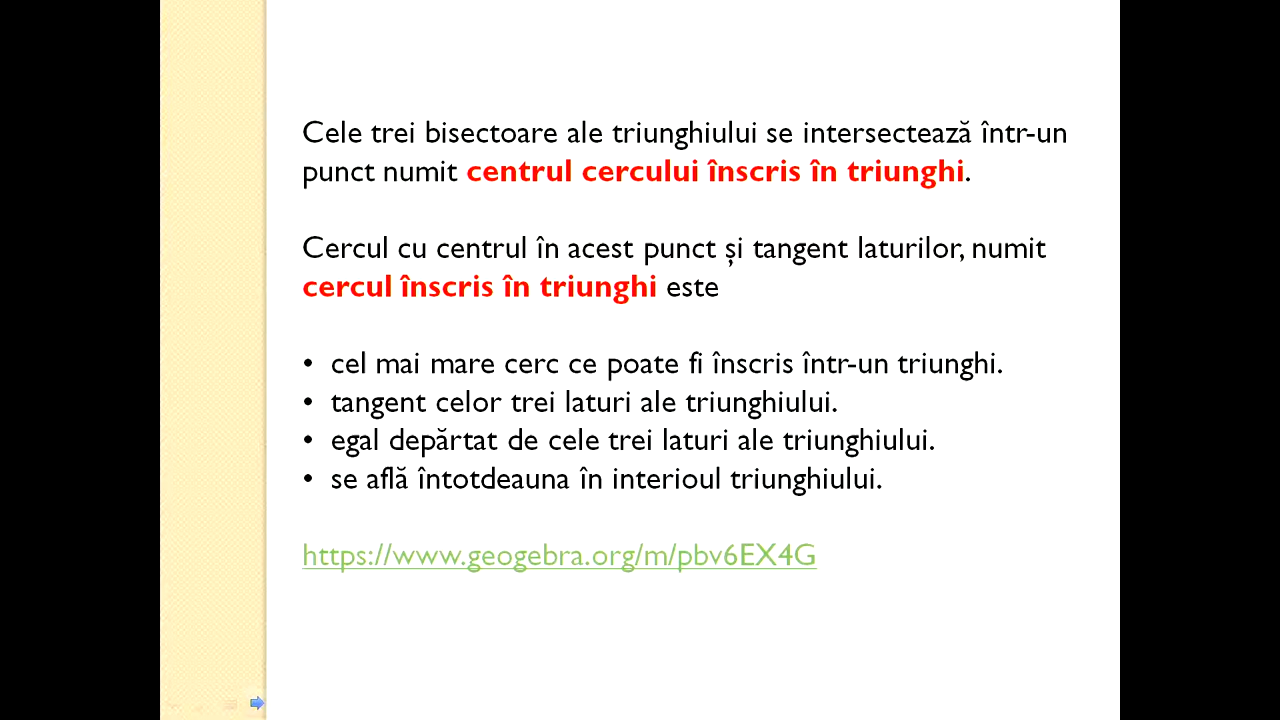 Cele trei bisectoare ale triunghiului se intersectează într-un
punct numit centrul cercului înscris în triunghi.
Cercul cu centrul în acest punct și tangent laturilor, numit
cercul înscris în triunghi este
• cel mai mare cerc ce poate fi înscris într-un triunghi.
• tangent celor trei laturi ale triunghiului.
• egal depărtat de cele trei laturi ale triunghiului.
• se află întotdeauna în interioul triunghiului.
https://www.geogebra.org/m/pbv6EX4G